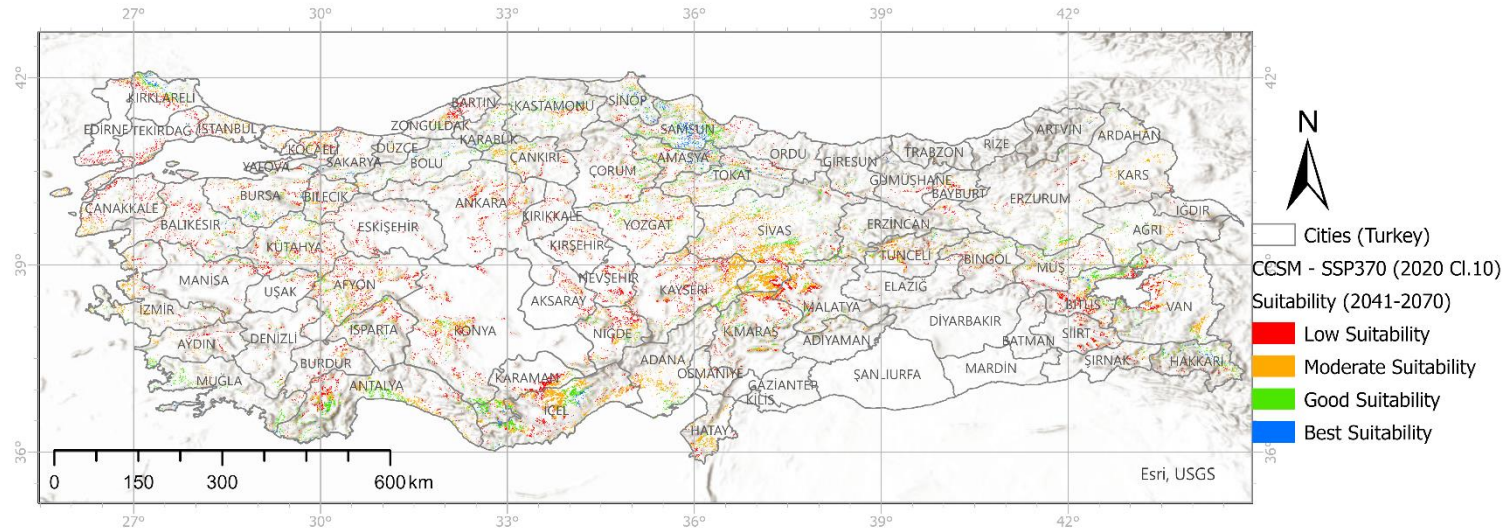 27° 30° 33° 36° 39° 42°
42° 42°
KIRKLARELİ
EDİRNE TEKİRDAĞ İSTANBUL
KOCAELİ
YALOVA SAKARYA DÜZCE
ZONGULDAK BARTIN
KARABÜK KASTAMONU SİNOP
BOLU ÇANKIRI
SAMSUN
AMASYA ORDU
ÇORUM TOKAT
GİRESUN TRABZON RİZE ARTVİN ARDAHAN
GÜMÜŞHANE
BAYBURT ERZURUM KARS
IĞDIR
ÇANAKKALE BURSA BİLECİK
BALIKESİR ESKİŞEHİR
ANKARA
KIRIKKALE YOZGAT
SİVAS ERZİNCAN AĞRI
KÜTAHYA KIRŞEHİR
39° 39°
MANİSA UŞAK AFYON
NEVŞEHİR
AKSARAY KAYSERİ
MALATYA ELAZIĞ
TUNCELİ BİNGÖL MUŞ
BİTLİS VAN
İZMİR
AYDIN DENİZLİ ISPARTA KONYA
NİĞDE
K.MARAŞ ADIYAMAN
DİYARBAKIR BATMAN SİİRT
MUĞLA BURDUR
ANTALYA KARAMAN
İÇEL
ADANA
OSMANİYE GAZİANTEP
KİLİS
ŞANLIURFA MARDİN ŞIRNAK HAKKARİ
HATAY
36° 36°
0 150 300 600 km
Esri, USGS
27° 30° 33° 36° 39° 42°
N
Cities (Turkey)
CCSM - SSP370 (2020 Cl.10)
Suitability (2041-2070)
Low Suitability
Moderate Suitability
Good Suitability
Best Suitability